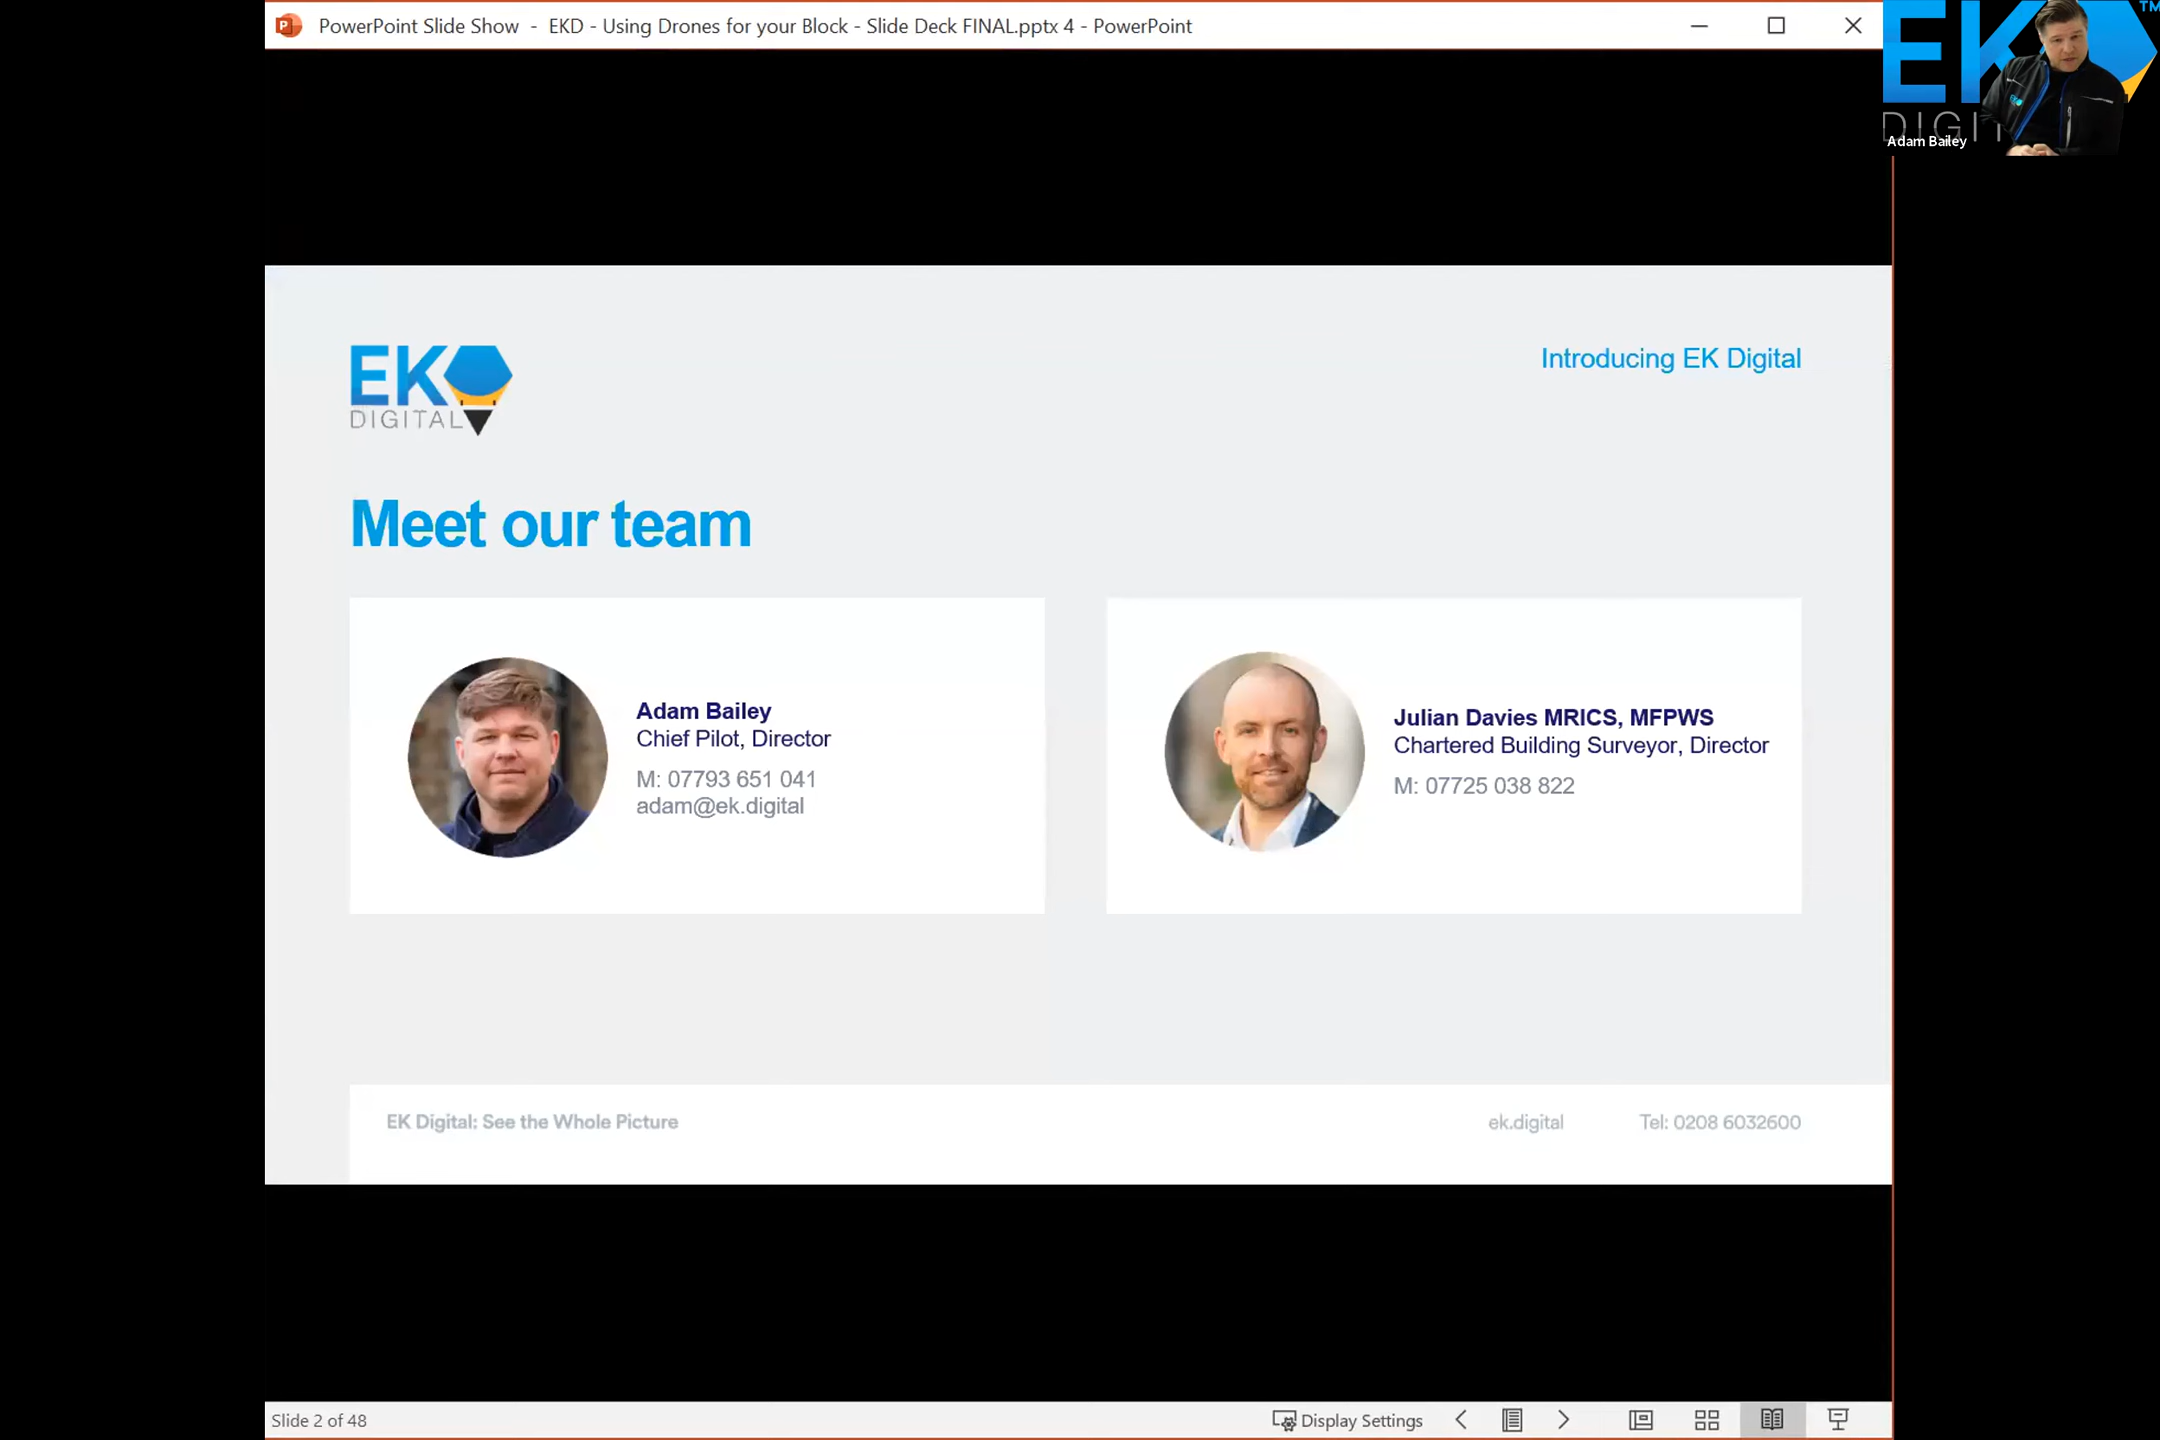 PowerPoint Slide Show - EKD - Using Drones for your Block - Slide Deck FINAL.pptx 4 - PowerPoint
EK
TM
DIGI
Adam Bailey
EKD
DIGITAL
Introducing EK Digital
Meet our team
Adam Bailey
Chief Pilot, Director
M: 07793 651 041
adam@ek.digital
Julian Davies MRICS, MFPWS
Chartered Building Surveyor, Director
M: 07725 038 822
EK Digital: See the Whole Picture
ek.digital
Tel: 0208 6032600
Slide 2 of 48
Display Settings